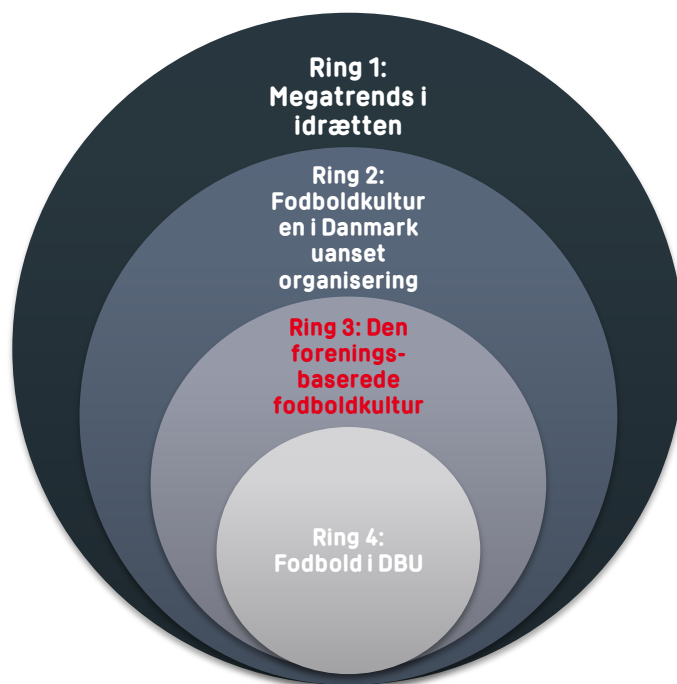 Ring 1:
Megatrends i
idrætten
Ring 2:
Fodboldkultur
en i Danmark
uanset
organisering
Ring 3: Den
forenings-
baserede
fodboldkultur
Ring 4:
Fodbold i DBU